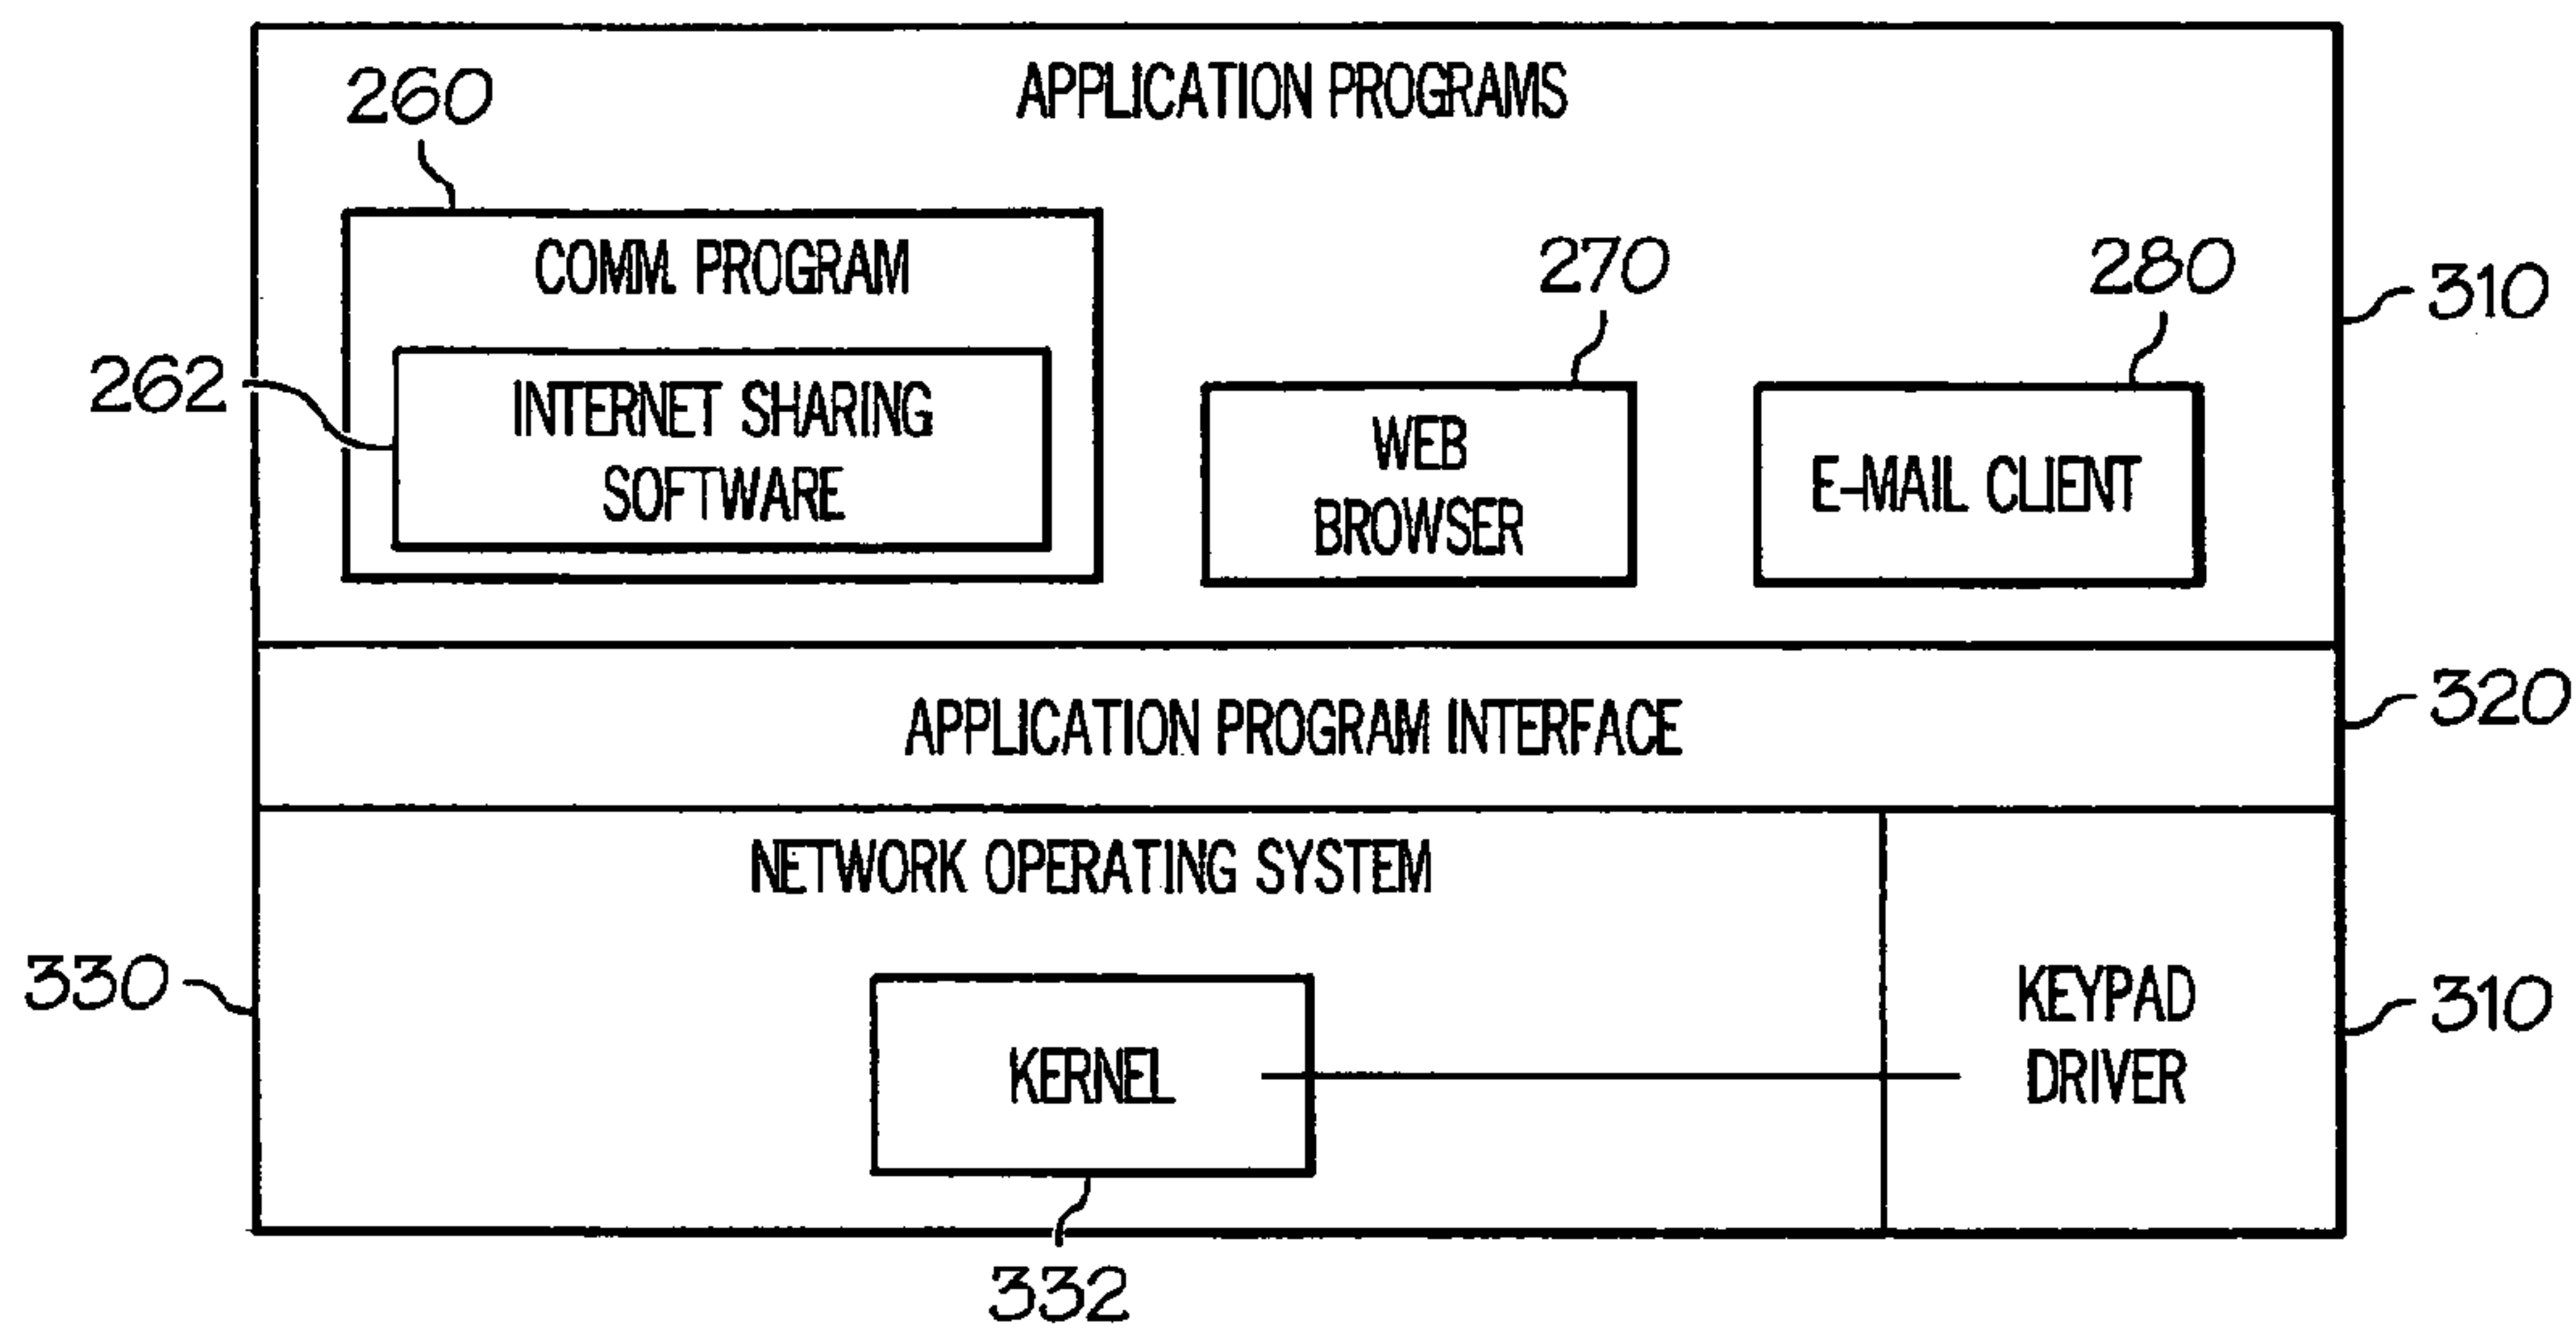 APPLICATION PROGRAMS
260
COMM. PROGRAM
270
280
310
262
INTERNET SHARING
SOFTWARE
WEB
BROWSER
E-MAIL CLIENT
320
APPLICATION PROGRAM INTERFACE
NETWORK OPERATING SYSTEM
330
KERNEL
KEYPAD
DRIVER
310
332